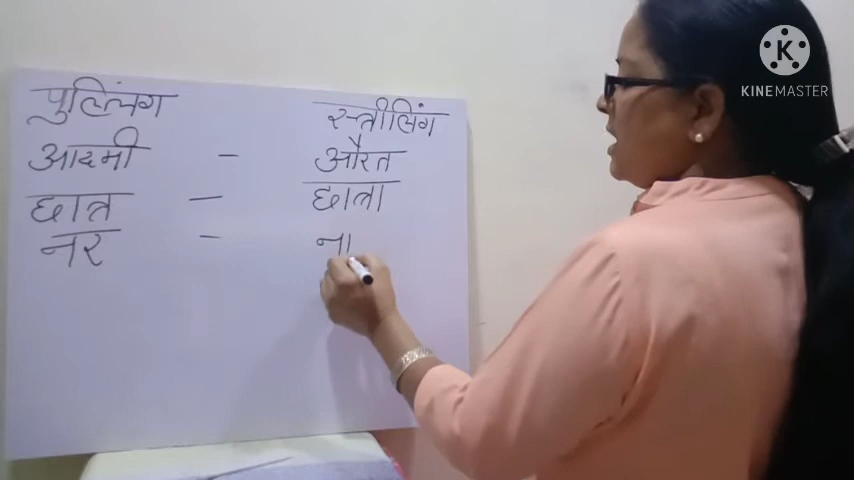 पुल्लिंग स्त्रीलिंग
आदमी – औरत
छात्र – छात्रा
नर – ना
K
KINEMASTER